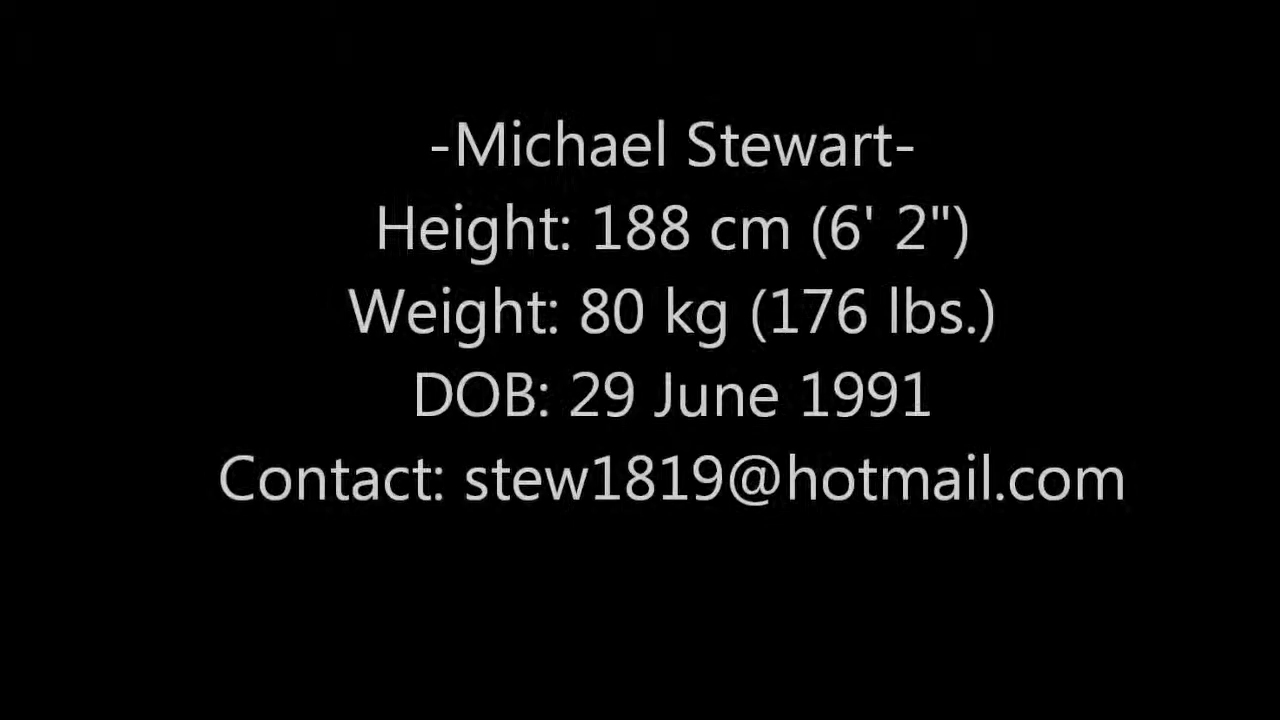 -Michael Stewart-
Height: 188 cm (6' 2")
Weight: 80 kg (176 lbs.)
DOB: 29 June 1991
Contact: stew1819@hotmail.com